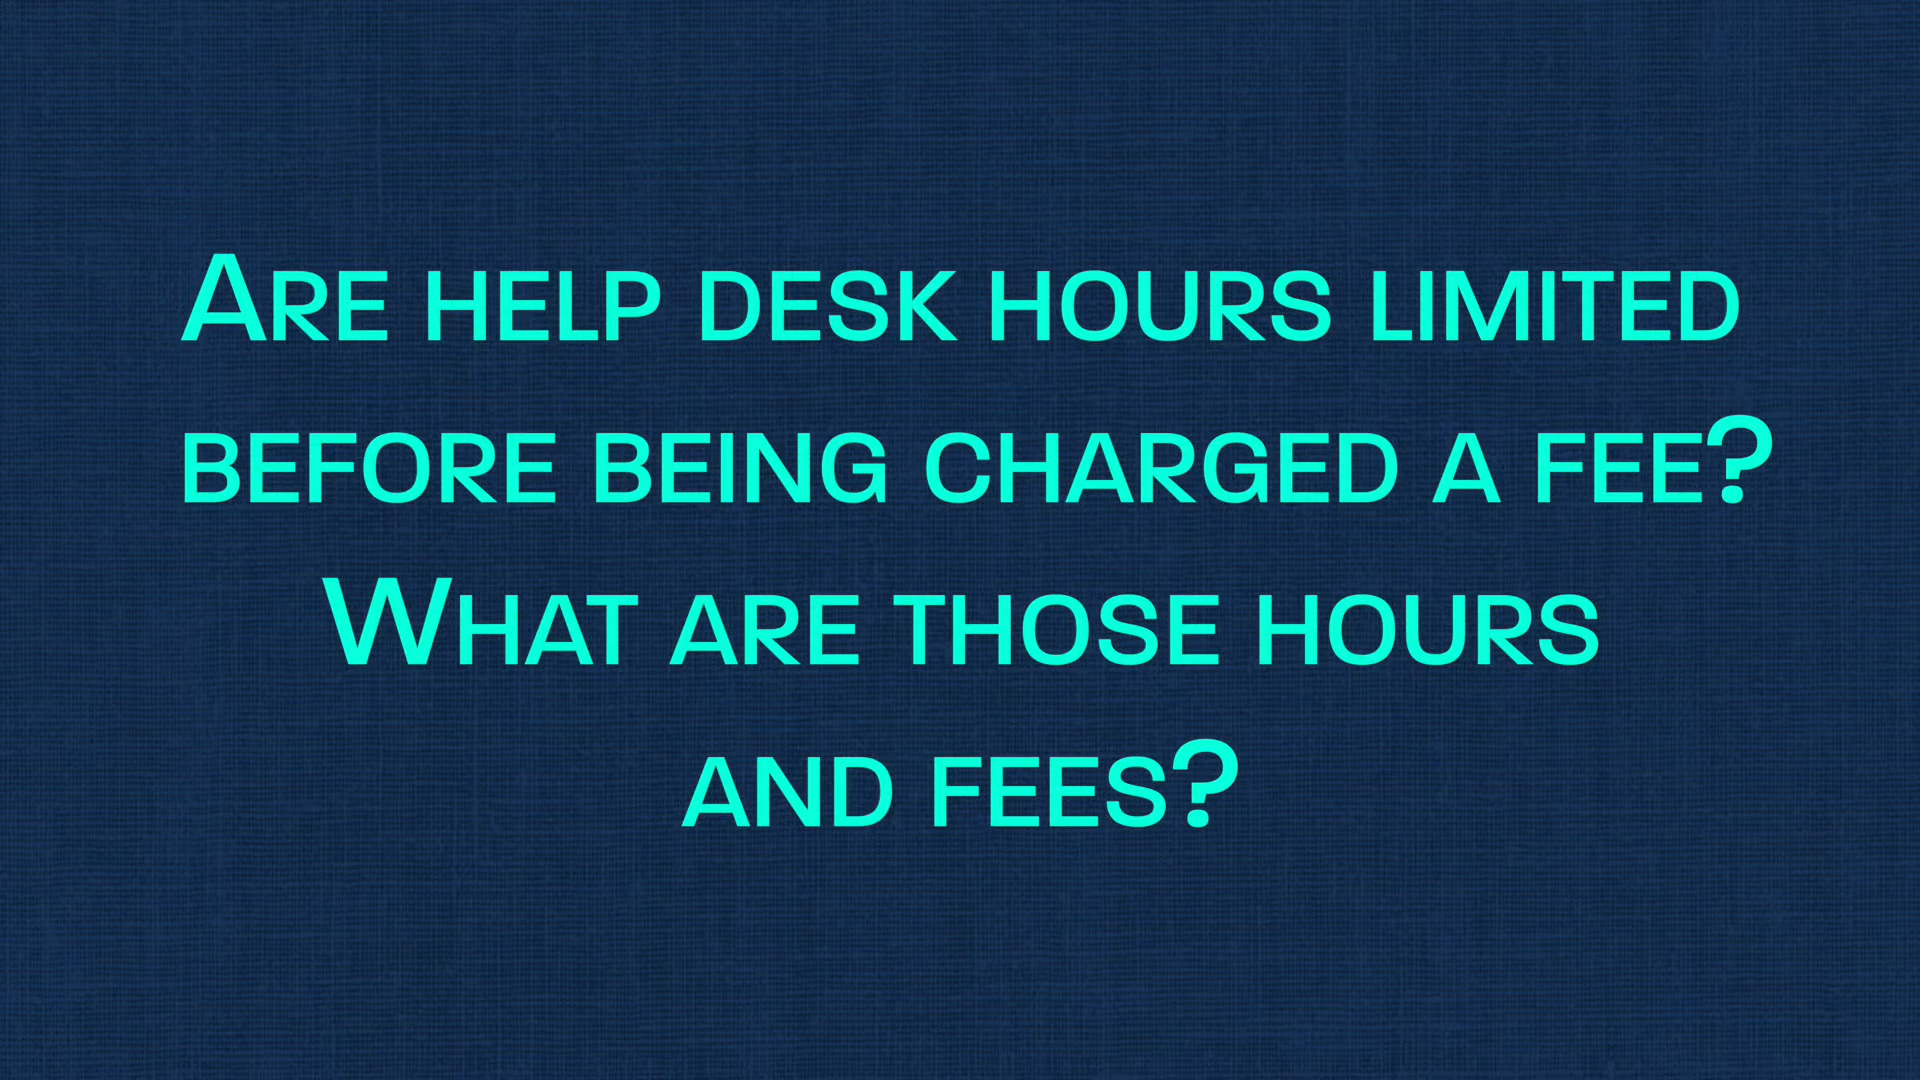 Are help desk hours limited
before being charged a fee?
What are those hours
and fees?